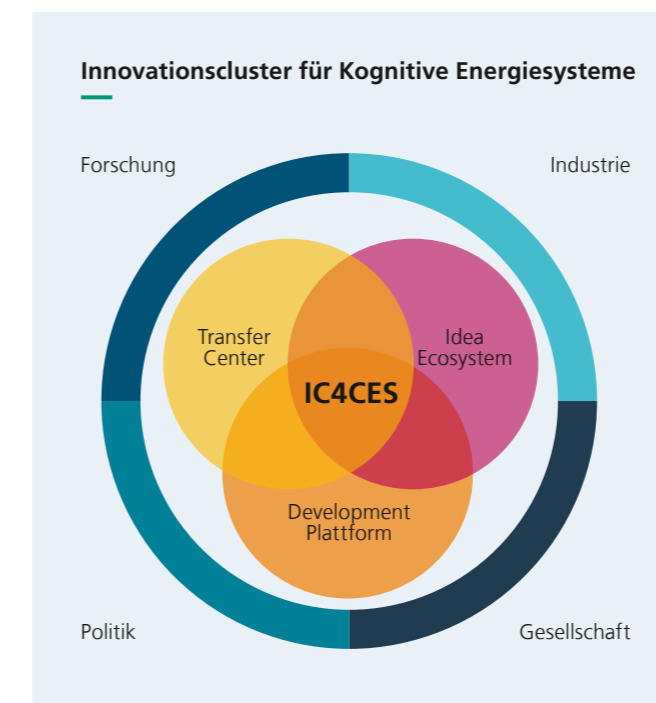 Innovationscluster für Kognitive Energiesysteme
Forschung
Industrie
Transfer
Center
Idea
Ecosystem
IC4CES
Development
Plattform
Politik
Gesellschaft